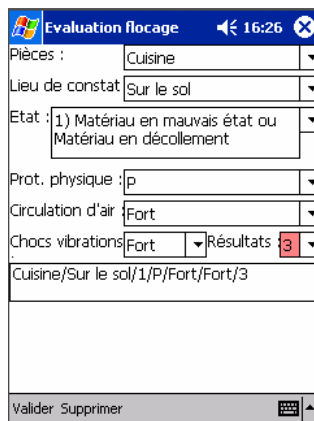 Evaluation flocage 16:26
Pièces : Cuisine
Lieu de constat Sur le sol
Etat : 1) Matériau en mauvais état ou
Matériau en décollement
Prot. physique : P
Circulation d'air : Fort
Chocs vibrations Fort Résultats : 3
:
Cuisine/Sur le sol/1/P/Fort/Fort/3
Valider Supprimer